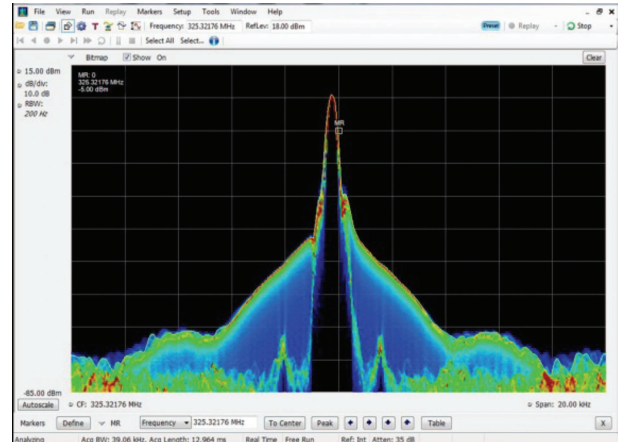 File View Run Replay Markers Setup Tools Window Help
Frequency: 325.32176 MHz RefLev: 18.00 dBm Preset Replay Stop
Select All Select...
Bitmap Show On Clear
15.00 dBm
dB/div:
10.0 dB
RBW:
200 Hz
MR: 0
325.32176 MHz
-5.00 dBm
MR
-85.00 dBm
Autoscale CF: 325.32176 MHz Span: 20.00 kHz
Markers Define MR Frequency 325.32176 MHz To Center Peak Table X
Analyzing Acq BW: 39.06 kHz, Acq Length: 12.964 ms Real Time Free Run Ref: Int Atten: 35 dB